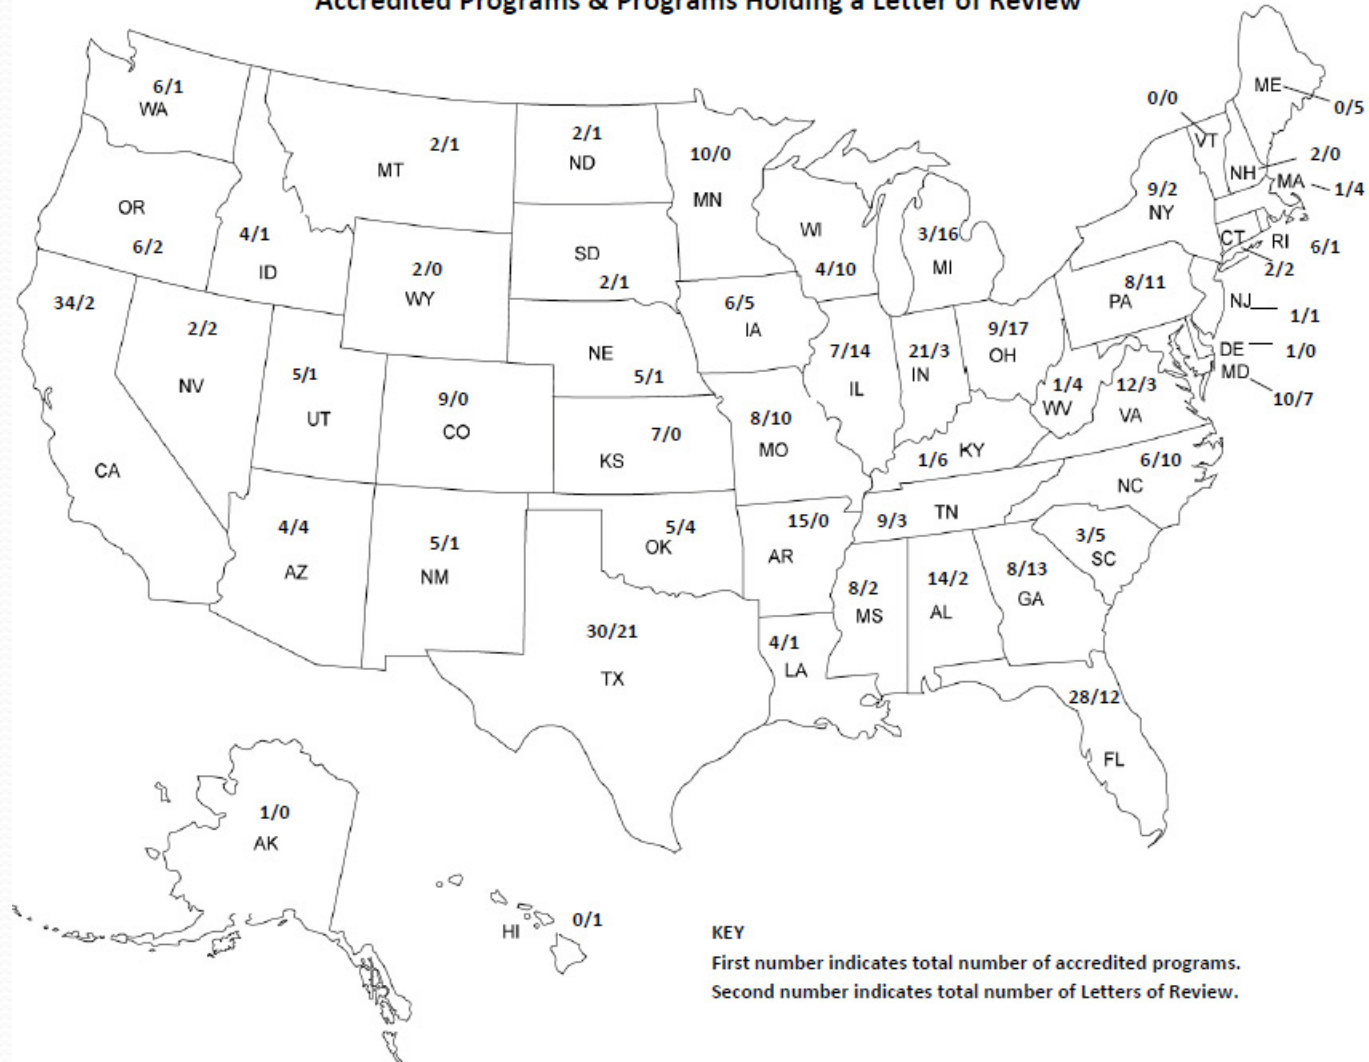 Accredited Programs & Programs Holding a Letter of Review
6/1
WA
OR
6/2
4/1
ID
MT
2/1
2/1
ND
10/0
MN
SD
2/1
2/0
WY
WI
4/10
3/16
MI
0/0
VT
ME
0/5
NH
2/0
MA
1/4
9/2
NY
CT
2/2
RI
6/1
8/11
PA
NJ
1/1
DE
1/0
MD
10/7
34/2
CA
2/2
NV
5/1
UT
9/0
CO
NE
5/1
6/5
IA
7/14
IL
21/3
IN
9/17
OH
1/4
WV
12/3
VA
7/0
KS
8/10
MO
1/6
KY
6/10
NC
9/3
TN
3/5
SC
4/4
AZ
5/1
NM
5/4
OK
15/0
AR
8/2
MS
14/2
AL
8/13
GA
30/21
TX
4/1
LA
28/12
FL
1/0
AK
HI
0/1
KEY
First number indicates total number of accredited programs.
Second number indicates total number of Letters of Review.